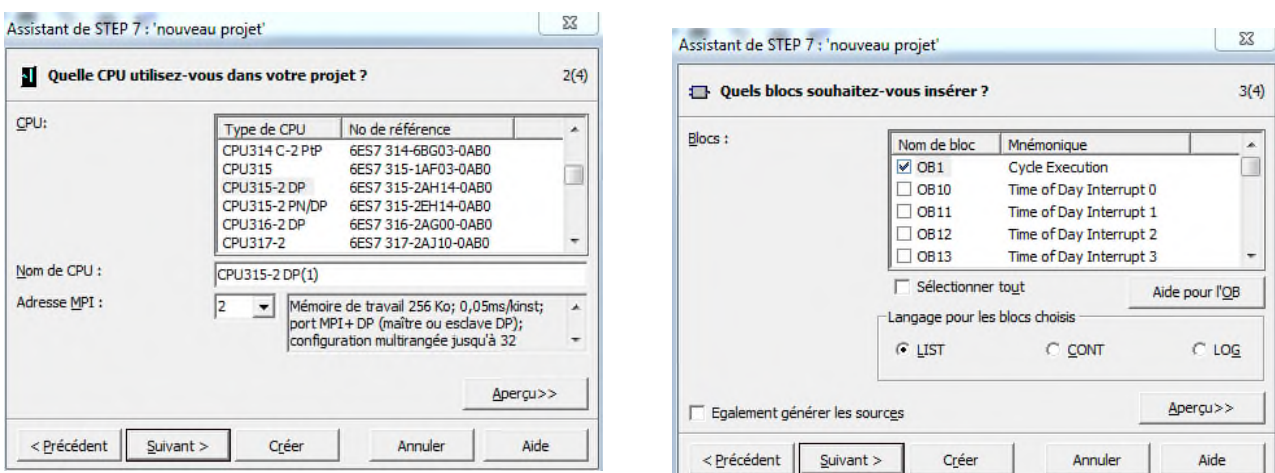 Assistant de STEP 7 : 'nouveau projet'
Quelle CPU utilisez-vous dans votre projet ? 2(4)
CPU:
Type de CPU No de référence
CPU314 C-2 PtP 6ES7 314-6BG03-0AB0
CPU315 6ES7 315-1AF03-0AB0
CPU315-2 DP 6ES7 315-2AH14-0AB0
CPU315-2 PN/DP 6ES7 315-2EH14-0AB0
CPU316-2 DP 6ES7 316-2AG00-0AB0
CPU317-2 6ES7 317-2AJ10-0AB0
Nom de CPU :
CPU315-2 DP(1)
Adresse MPI :
2
Mémoire de travail 256 Ko; 0,05ms/kinst;
port MPI+ DP (maître ou esclave DP);
configuration multirangée jusqu'à 32
Aperçu>>
< Précédent Suivant > Créer Annuler Aide
Assistant de STEP 7 : 'nouveau projet'
Quels blocs souhaitez-vous insérer ? 3(4)
Blocs :
Nom de bloc Mnémonique
OB1 Cycle Execution
OB10 Time of Day Interrupt 0
OB11 Time of Day Interrupt 1
OB12 Time of Day Interrupt 2
OB13 Time of Day Interrupt 3
Sélectionner tout
Aide pour l'OB
Langage pour les blocs choisis
LIST CONT LOG
Egalement générer les sources
Aperçu>>
< Précédent Suivant > Créer Annuler Aide